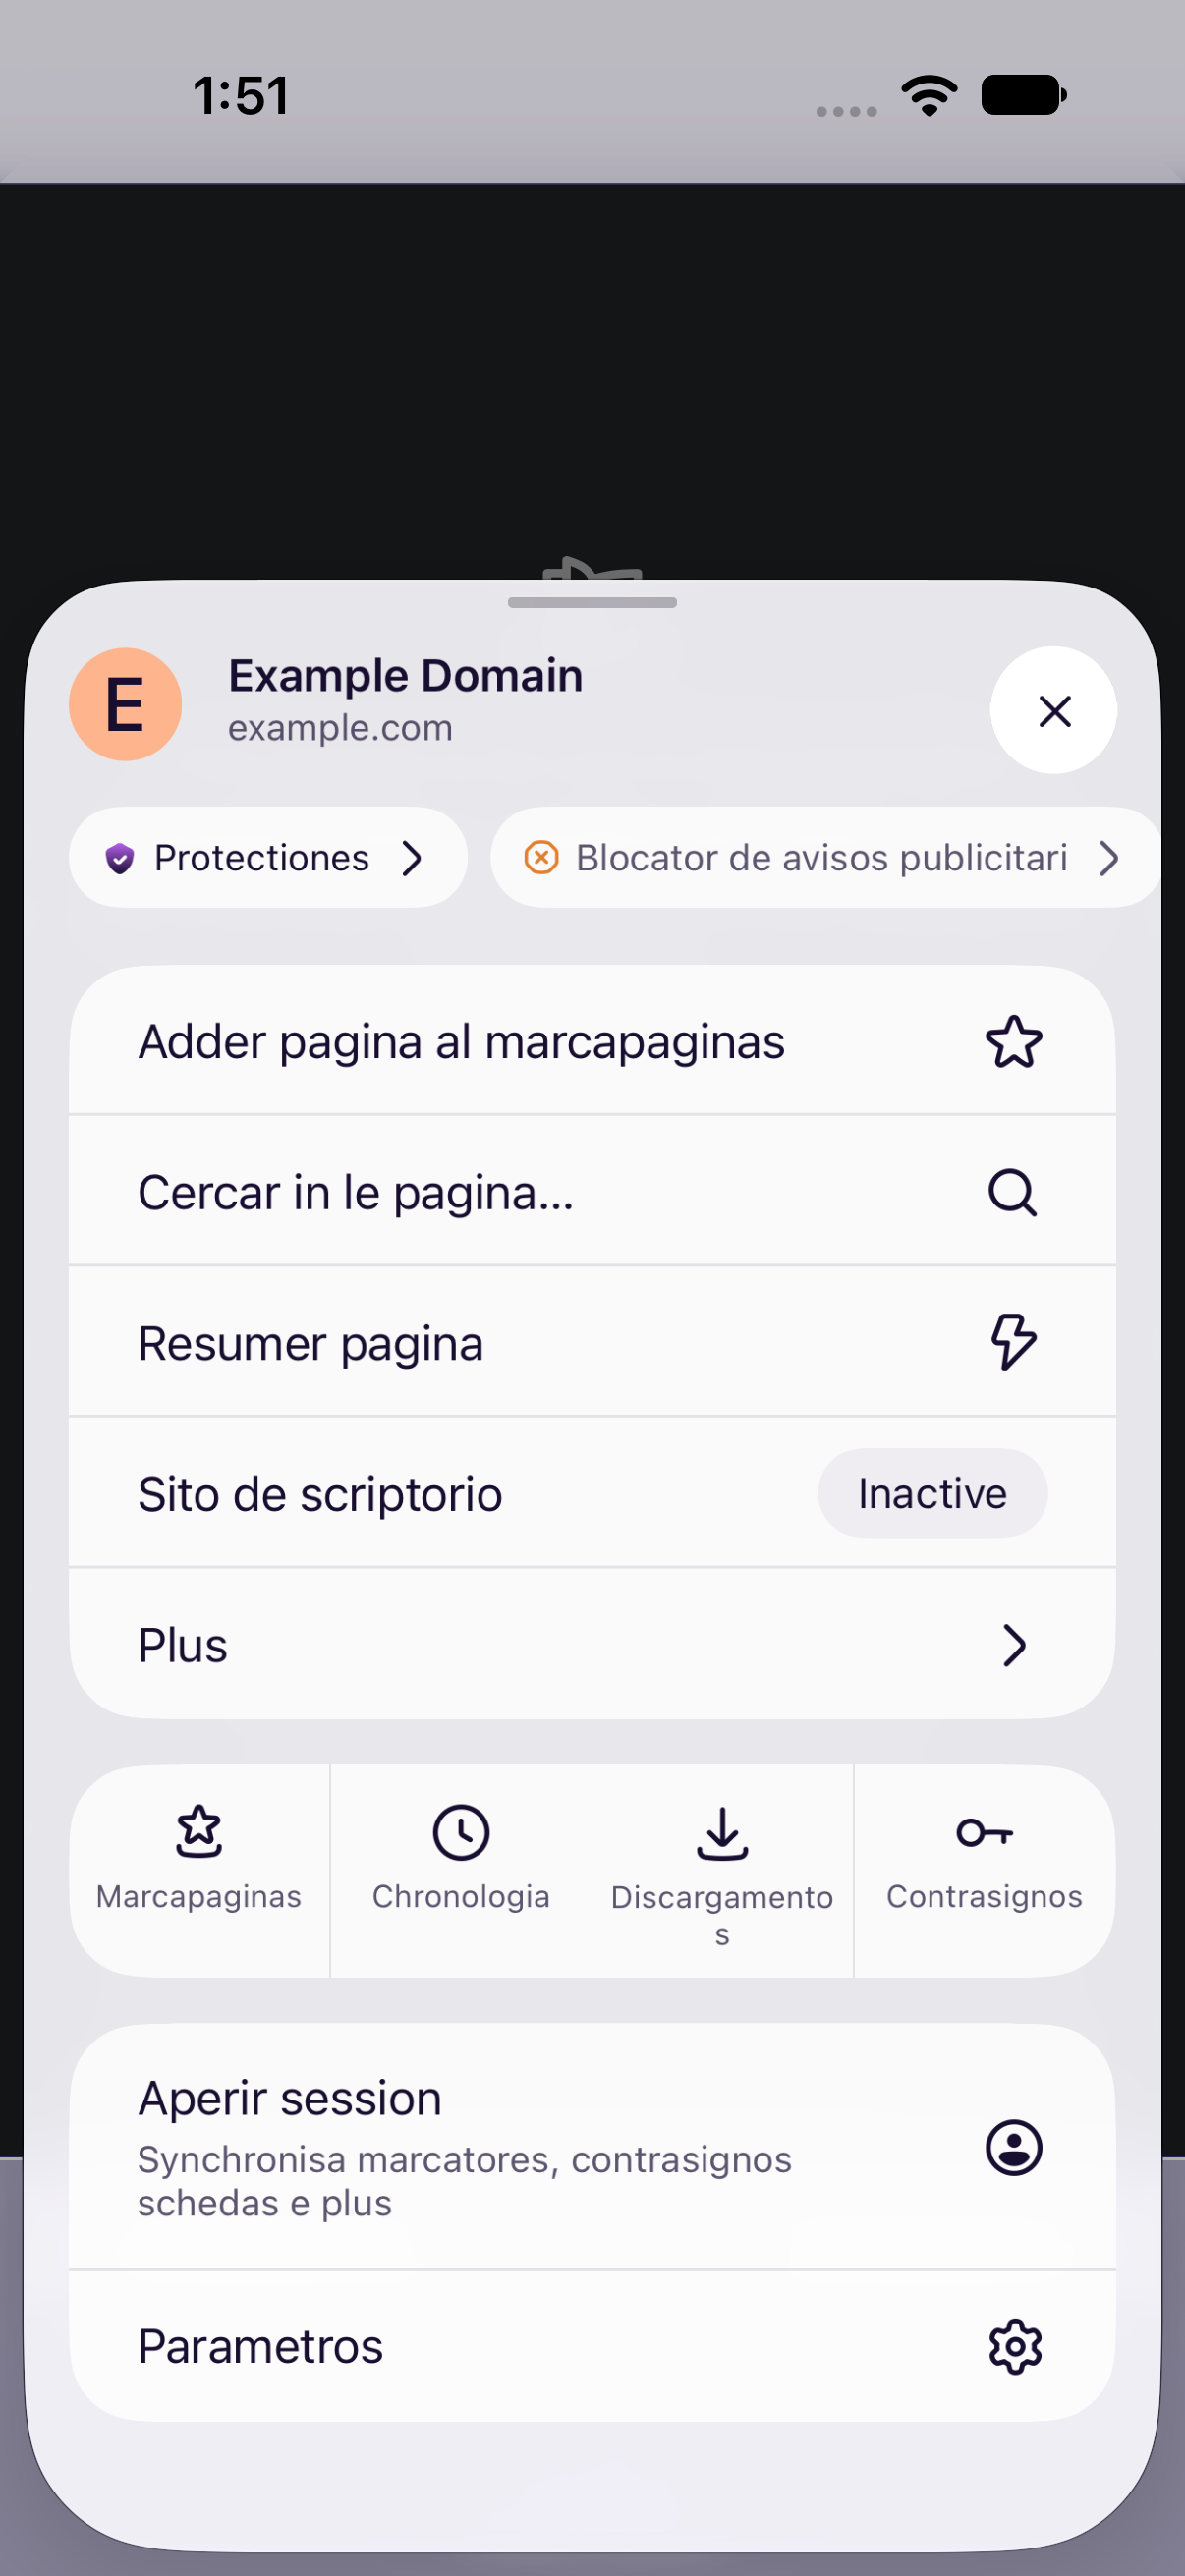 1:51
E
Example Domain
example.com
Protectiones
Blocator de avisos publicitari
Adder pagina al marcapaginas
Cercar in le pagina...
Resumer pagina
Sito de scriptorio
Inactive
Plus
Marcapaginas
Chronologia
Discargamento
s
Contrasignos
Aperir session
Synchronisa marcatores, contrasignos
schedas e plus
Parametros